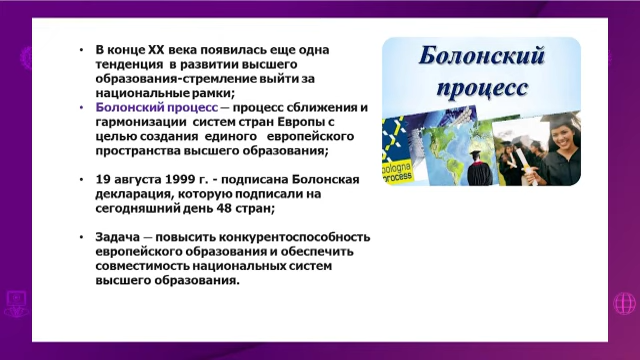 • В конце XX века появилась еще одна
тенденция в развитии высшего
образования-стремление выйти за
национальные рамки;
• Болонский процесс — процесс сближения и
гармонизации систем стран Европы с
целью создания единого европейского
пространства высшего образования;
• 19 августа 1999 г. - подписана Болонская
декларация, которую подписали на
сегодняшний день 48 стран;
• Задача — повысить конкурентоспособность
европейского образования и обеспечить
совместимость национальных систем
высшего образования.
Болонский
процесс
bologna
process